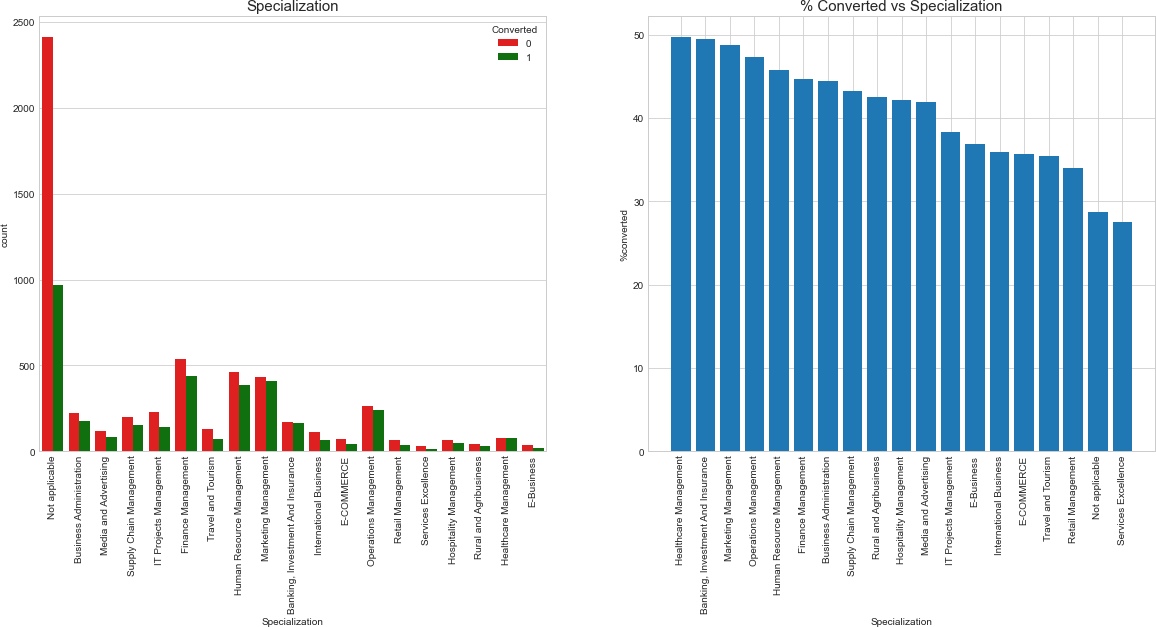 Specialization
Converted
0
1
2500
2000
1500
1000
500
0
count
Not applicable
Business Administration
Media and Advertising
Supply Chain Management
IT Projects Management
Finance Management
Travel and Tourism
Human Resource Management
Marketing Management
Banking, Investment And Insurance
International Business
E-COMMERCE
Operations Management
Retail Management
Services Excellence
Hospitality Management
Rural and Agribusiness
Healthcare Management
E-Business
Specialization
% Converted vs Specialization
50
40
30
20
10
0
%converted
Healthcare Management
Banking, Investment And Insurance
Marketing Management
Operations Management
Human Resource Management
Finance Management
Business Administration
Supply Chain Management
Rural and Agribusiness
Hospitality Management
Media and Advertising
IT Projects Management
E-Business
International Business
E-COMMERCE
Travel and Tourism
Retail Management
Not applicable
Services Excellence
Specialization